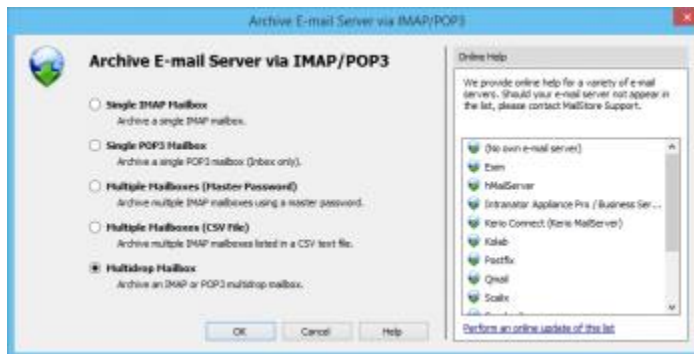 Archive E-mail Server via IMAP/POP3
Archive E-mail Server via IMAP/POP3
Single IMAP Mailbox
Archive a single IMAP mailbox.
Single POP3 Mailbox
Archive a single POP3 mailbox (Inbox only).
Multiple Mailboxes (Master Password)
Archive multiple IMAP mailboxes using a master password.
Multiple Mailboxes (CSV File)
Archive multiple IMAP mailboxes listed in a CSV text file.
Multidrop Mailbox
Archive an IMAP or POP3 multidrop mailbox.
OK
Cancel
Help
Online Help
We provide online help for a variety of e-mail
servers. Should your e-mail server not appear in
the list, please contact MailStore Support.
(No own e-mail server)
Exim
hMailServer
Intranator Appliance Pro / Business Ser...
Kerio Connect (Kerio MailServer)
Kolab
Postfix
Qmail
Scalix
Perform an online update of this list